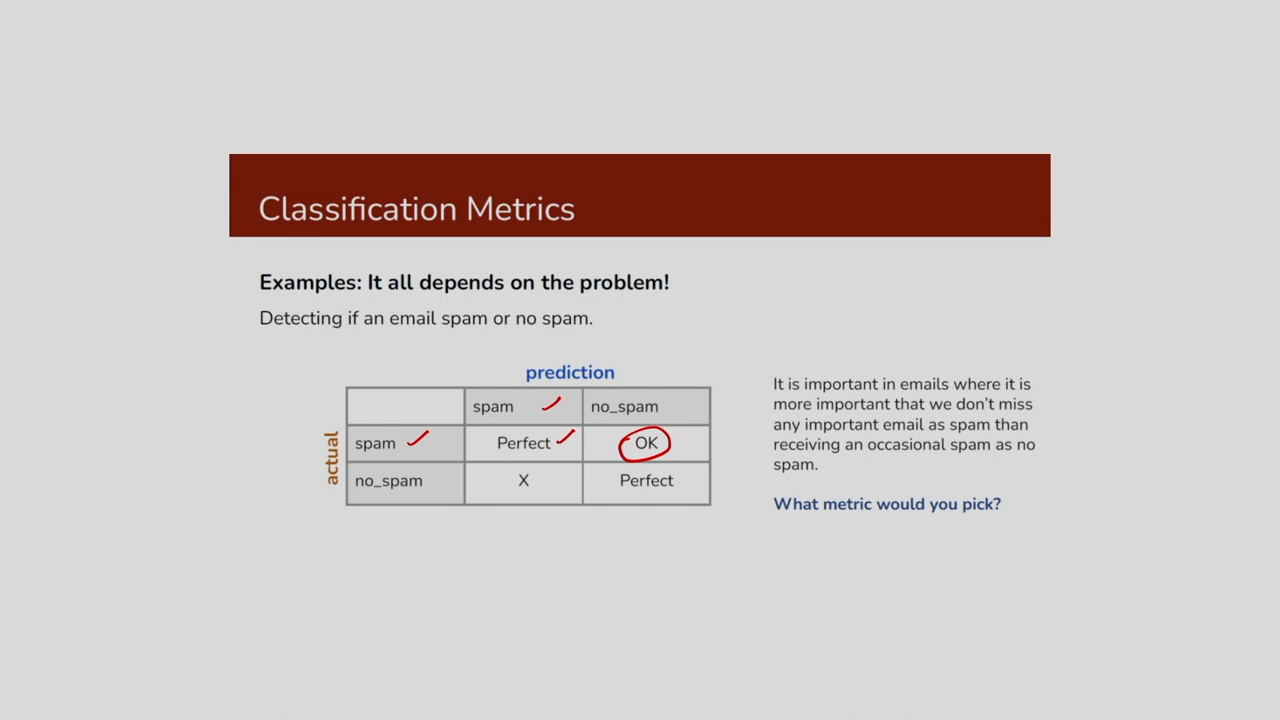 Classification Metrics
Examples: It all depends on the problem!
Detecting if an email spam or no spam.
prediction
spam no_spam
actual
spam Perfect OK
no_spam X Perfect
It is important in emails where it is
more important that we don't miss
any important email as spam than
receiving an occasional spam as no
spam.
What metric would you pick?